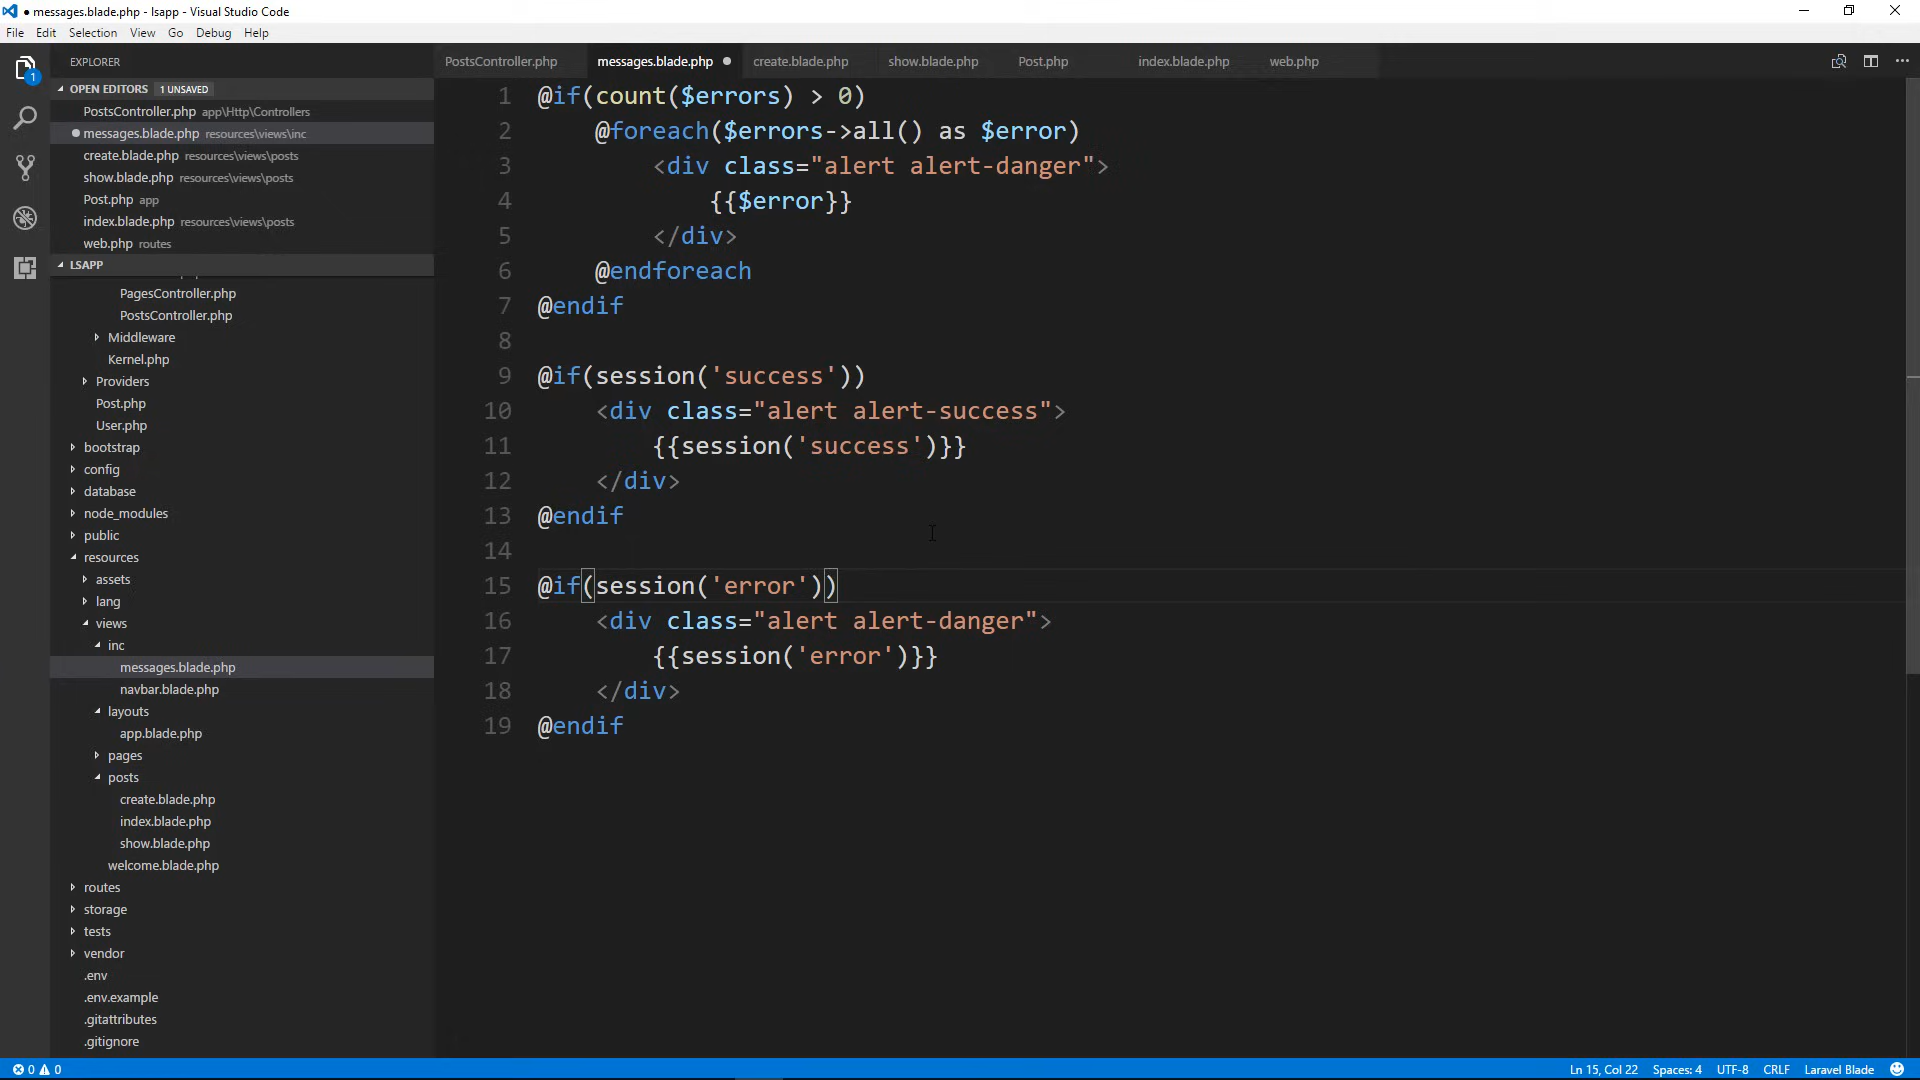 ● messages.blade.php - lsapp - Visual Studio Code
File Edit Selection View Go Debug Help
EXPLORER
1
OPEN EDITORS 1 UNSAVED
PostsController.php app\Http\Controllers
messages.blade.php resources\views\inc
create.blade.php resources\views\posts
show.blade.php resources\views\posts
Post.php app
index.blade.php resources\views\posts
web.php routes
LSAPP
PagesController.php
PostsController.php
Middleware
Kernel.php
Providers
Post.php
User.php
bootstrap
config
database
node_modules
public
resources
assets
lang
views
inc
messages.blade.php
navbar.blade.php
layouts
app.blade.php
pages
posts
create.blade.php
index.blade.php
show.blade.php
welcome.blade.php
routes
storage
tests
vendor
.env
.env.example
.gitattributes
.gitignore
PostsController.php messages.blade.php create.blade.php show.blade.php Post.php index.blade.php web.php
1 @if(count($errors) > 0)
2 @foreach($errors->all() as $error)
3 <div class="alert alert-danger">
4 {{$error}}
5 </div>
6 @endforeach
7 @endif
8
9 @if(session('success'))
10 <div class="alert alert-success">
11 {{session('success')}}
12 </div>
13 @endif
14
15 @if(session('error'))
16 <div class="alert alert-danger">
17 {{session('error')}}
18 </div>
19 @endif
0 0 Ln 15, Col 22 Spaces: 4 UTF-8 CRLF Laravel Blade